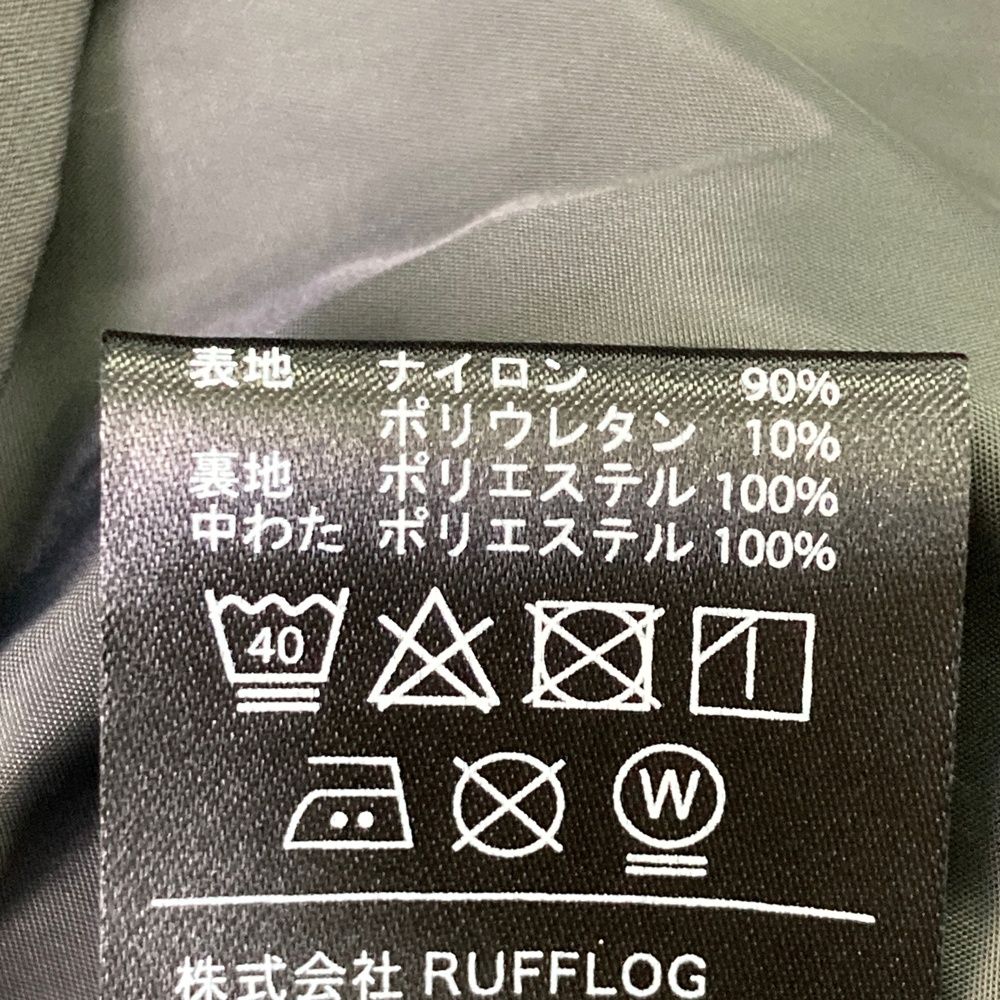 表地 ナイロン 90%
ポリウレタン 10%
裏地 ポリエステル 100%
中わた ポリエステル 100%
40
W
株式会社 RUFFLOG